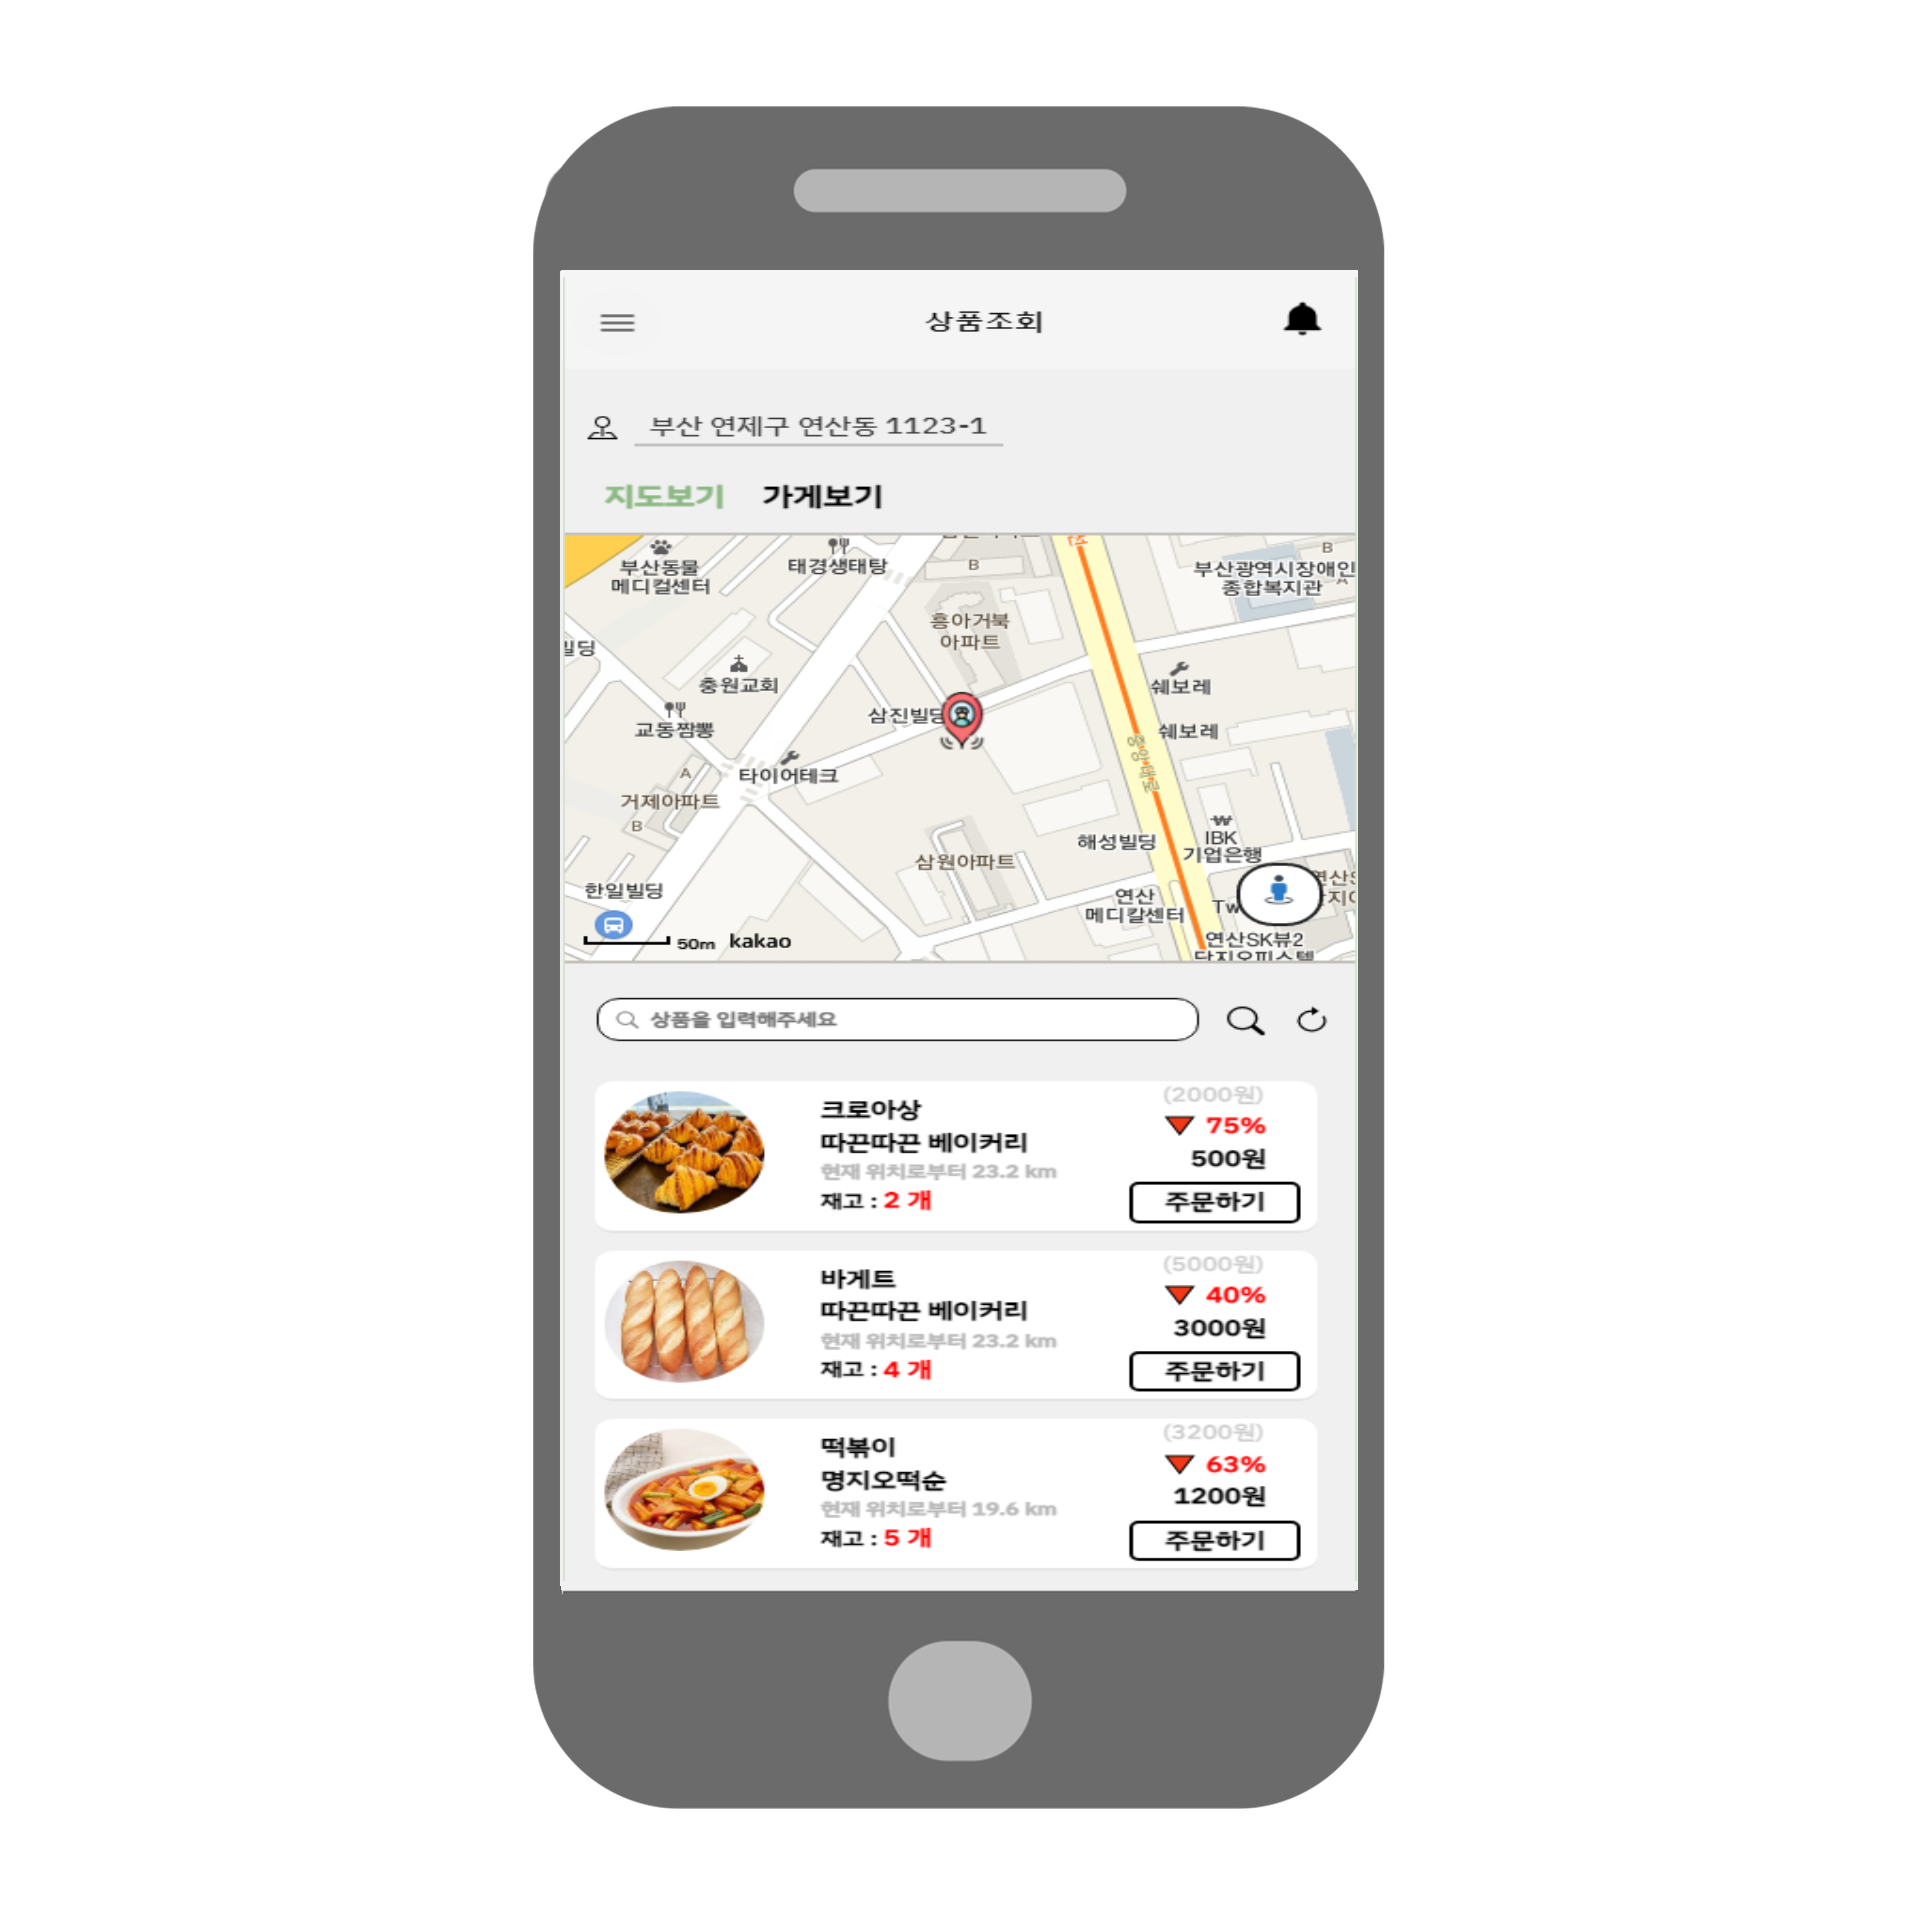 상품조회
부산 연제구 연산동 1123-1
지도보기 가게보기
부산동물
메디컬센터
태경생태탕
B
B
부산광역시장애인
종합복지관
A
흥아거북
아파트
빌딩
충원교회
쉐보레
교동짬뽕
삼진빌딩
쉐보레
중앙대로
A
타이어테크
거제아파트
B
해성빌딩
IBK
기업은행
삼원아파트
한일빌딩
연산
메디칼센터
Tw
50m kakao
연산SK뷰2
단지오피스텔
상품을 입력해주세요
크로아상
따끈따끈 베이커리
현재 위치로부터 23.2 km
재고 : 2 개
(2000원)
75%
500원
주문하기
바게트
따끈따끈 베이커리
현재 위치로부터 23.2 km
재고 : 4 개
(5000원)
40%
3000원
주문하기
떡볶이
명지오떡순
현재 위치로부터 19.6 km
재고 : 5 개
(3200원)
63%
1200원
주문하기